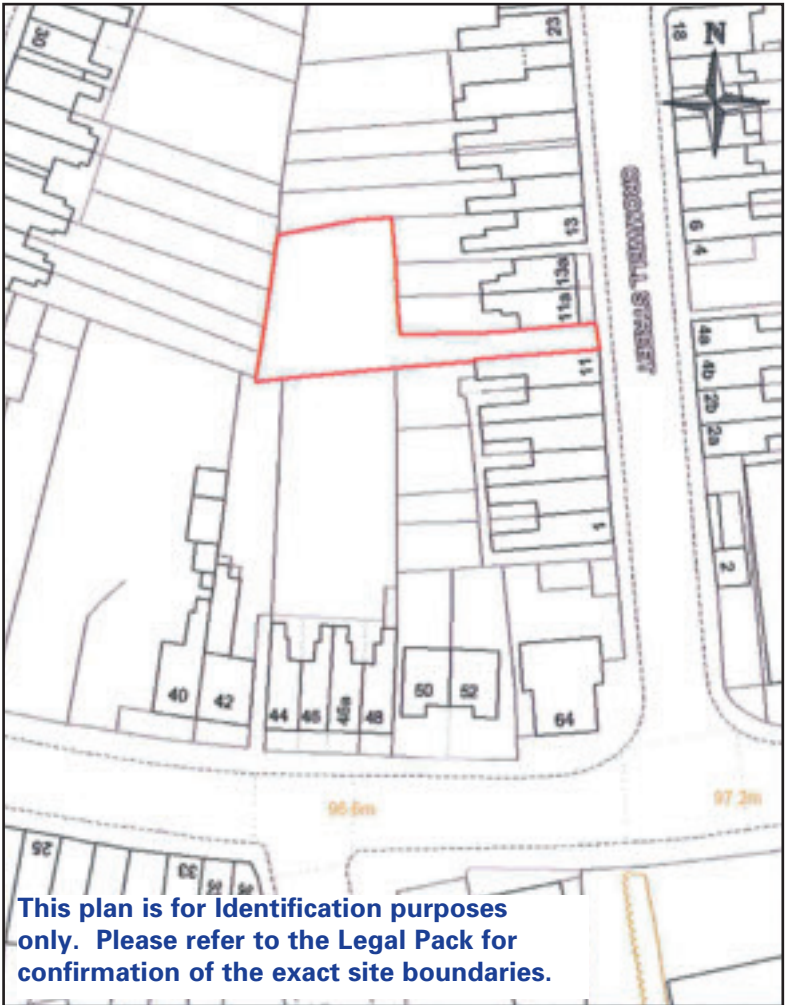 30
23
18
N
CROMWELL STREET
6
4
13
13a
11a
11
4a
4b
2b
2a
1
2
40
42
44
46
46a
48
50
52
64
96.6m
97.2m
25
33
This plan is for Identification purposes
only. Please refer to the Legal Pack for
confirmation of the exact site boundaries.